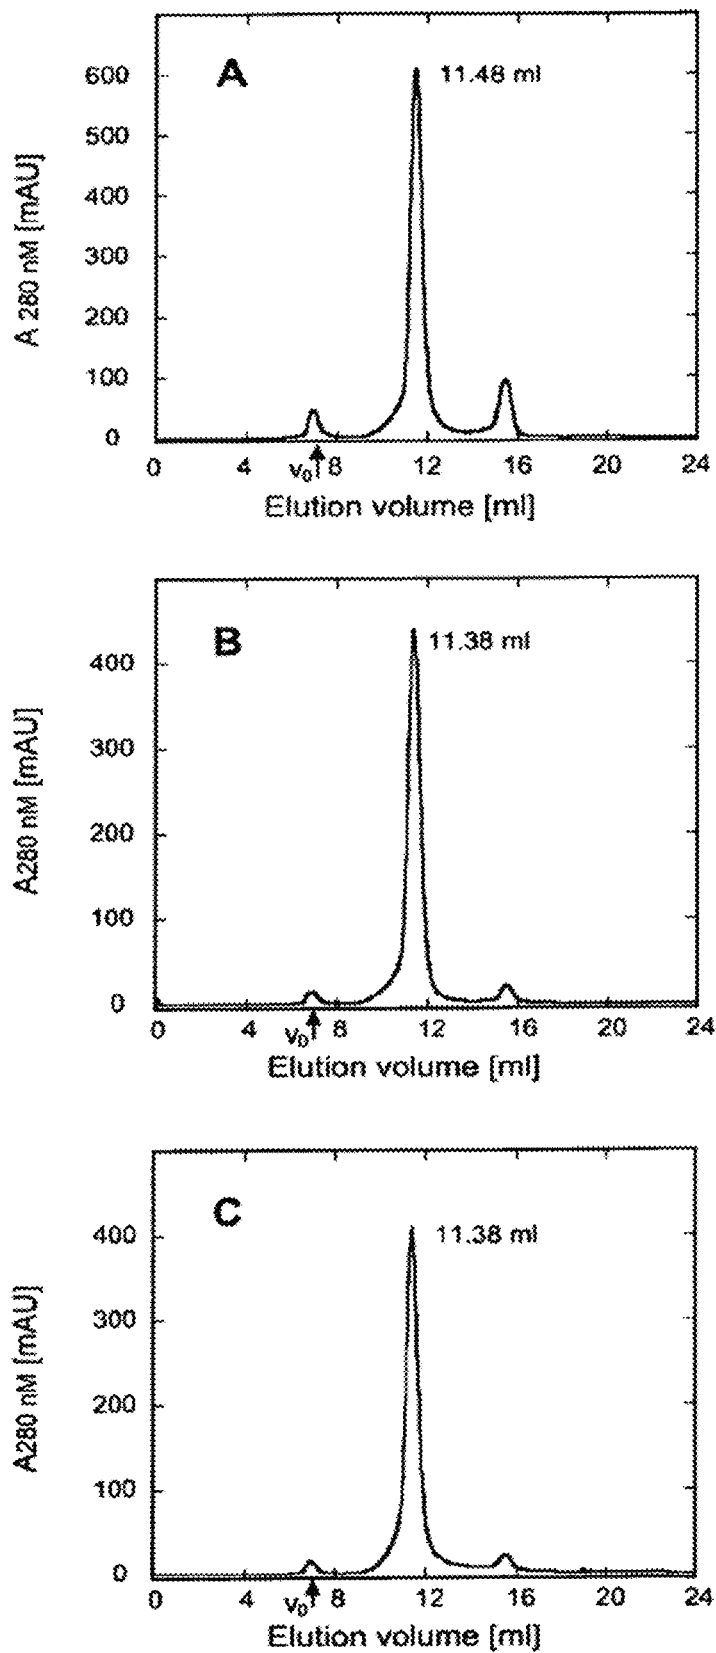 A
11.48 ml
600
500
400
300
200
100
0
A 280 nM [mAU]
0 4 v₀ 8 12 16 20 24
Elution volume [ml]
B
11.38 ml
400
300
200
100
0
A280 nM [mAU]
0 4 v₀ 8 12 16 20 24
Elution volume [ml]
C
11.38 ml
400
300
200
100
0
A280 nM [mAU]
0 4 v₀ 8 12 16 20 24
Elution volume [ml]